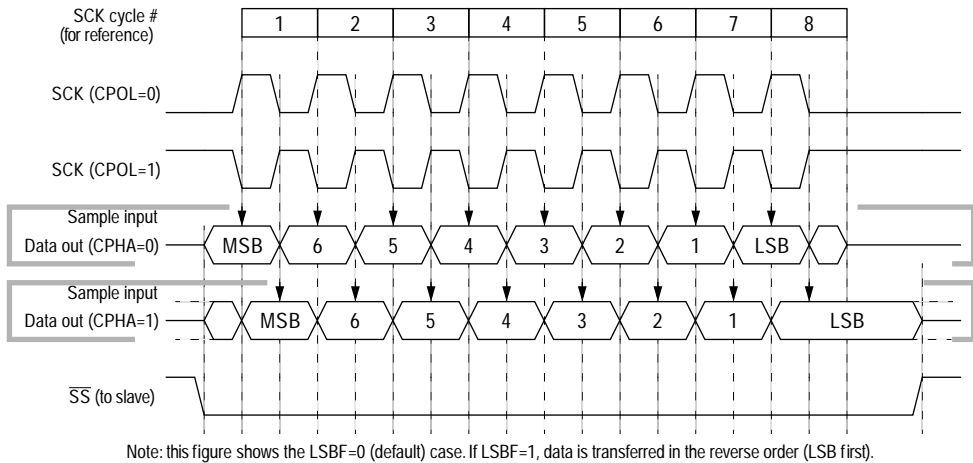 SCK cycle #
(for reference)
1 2 3 4 5 6 7 8
SCK (CPOL=0)
SCK (CPOL=1)
Sample input
Data out (CPHA=0) MSB 6 5 4 3 2 1 LSB
Sample input
Data out (CPHA=1) MSB 6 5 4 3 2 1 LSB
SS (to slave)
Note: this figure shows the LSBF=0 (default) case. If LSBF=1, data is transferred in the reverse order (LSB first).